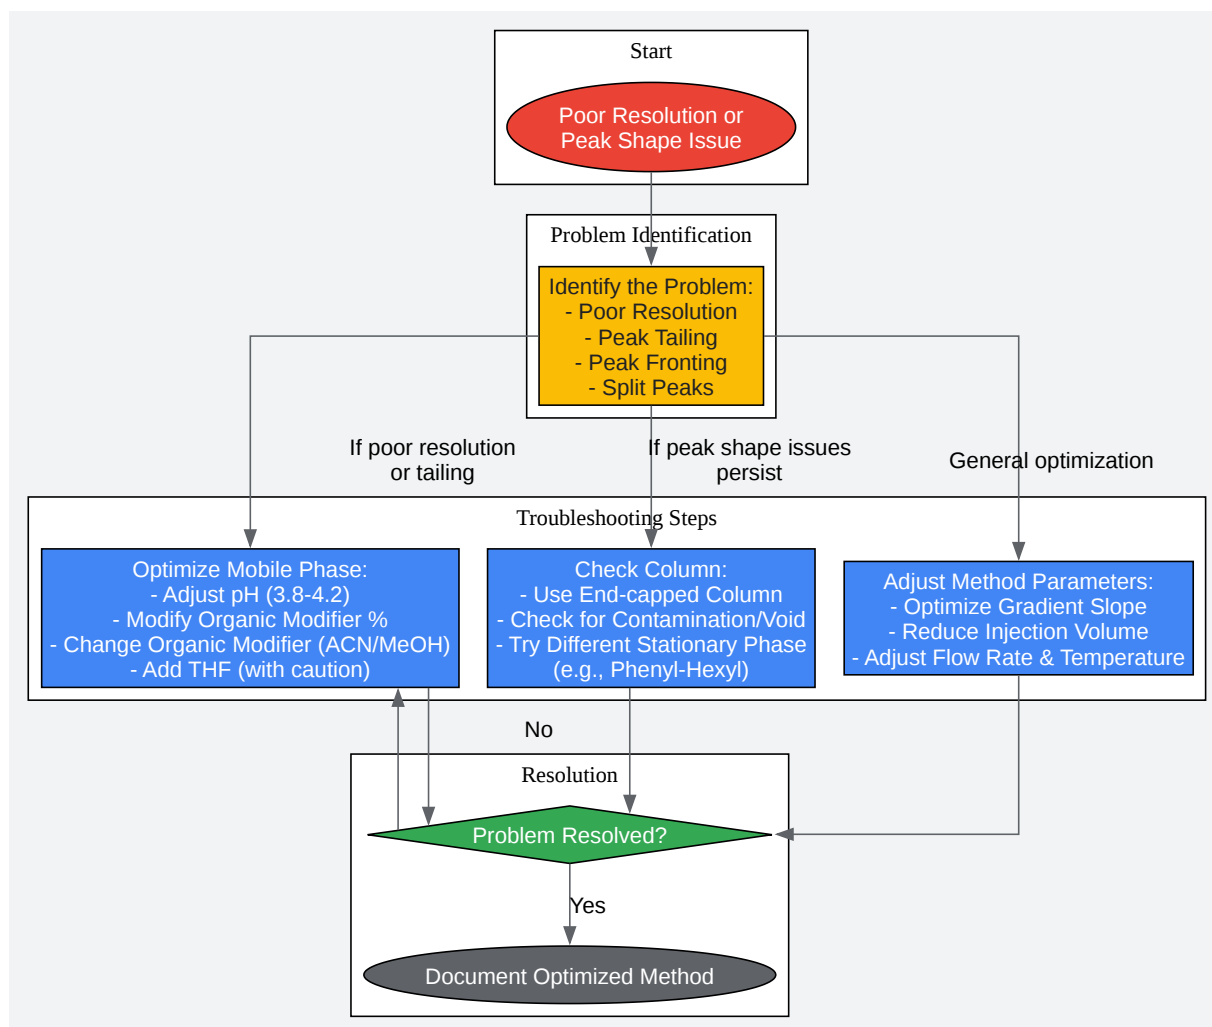 Start
Poor Resolution or
Peak Shape Issue
Problem Identification
Identify the Problem:
- Poor Resolution
- Peak Tailing
- Peak Fronting
- Split Peaks
If poor resolution
or tailing
If peak shape issues
persist
General optimization
Troubleshooting Steps
Optimize Mobile Phase:
- Adjust pH (3.8-4.2)
- Modify Organic Modifier %
- Change Organic Modifier (ACN/MeOH)
- Add THF (with caution)
Check Column:
- Use End-capped Column
- Check for Contamination/Void
- Try Different Stationary Phase
(e.g., Phenyl-Hexyl)
Adjust Method Parameters:
- Optimize Gradient Slope
- Reduce Injection Volume
- Adjust Flow Rate & Temperature
No
Resolution
Problem Resolved?
Yes
Document Optimized Method